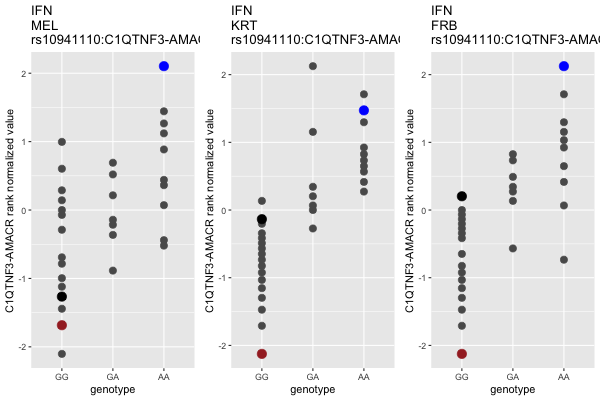 IFN
MEL
rs10941110:C1QTNF3-AMAC
C1QTNF3-AMACR rank normalized value
2
1
0
-1
-2
GG GA AA
genotype
IFN
KRT
rs10941110:C1QTNF3-AMAC
C1QTNF3-AMACR rank normalized value
2
1
0
-1
-2
GG GA AA
genotype
IFN
FRB
rs10941110:C1QTNF3-AMAC
C1QTNF3-AMACR rank normalized value
2
1
0
-1
-2
GG GA AA
genotype